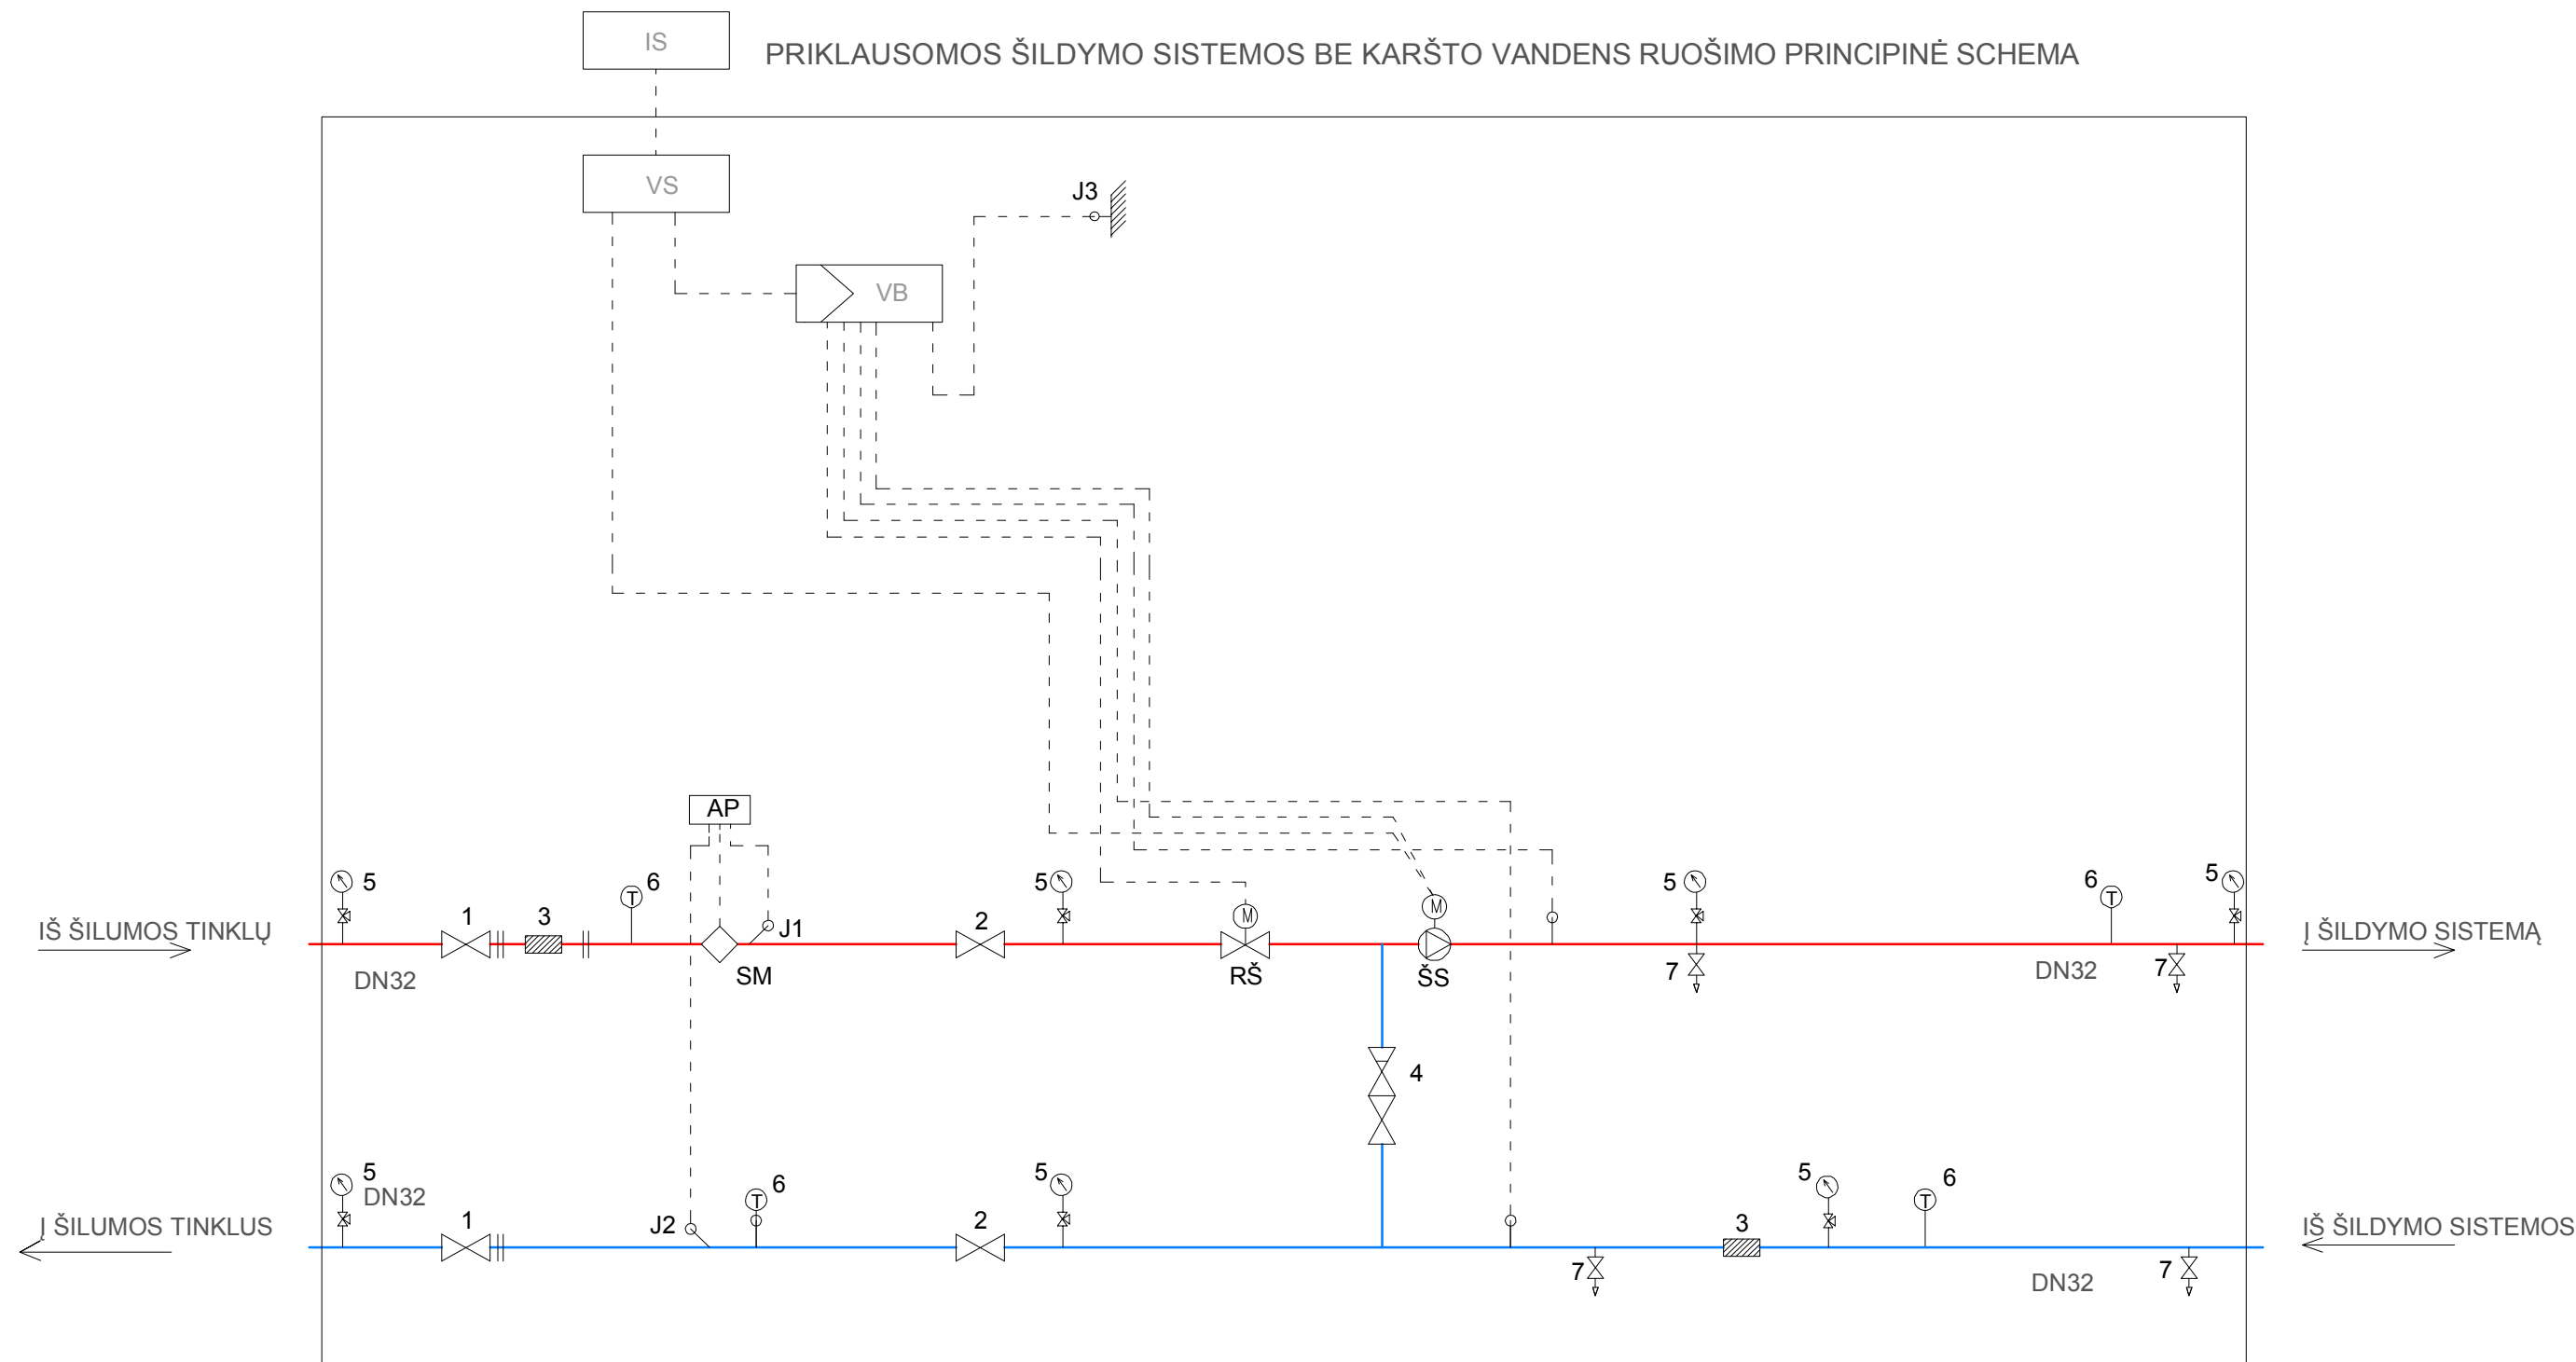 IS
PRIKLAUSOMOS ŠILDYMO SISTEMOS BE KARŠTO VANDENS RUOŠIMO PRINCIPINĖ SCHEMA
VS
J3
VB
AP
5
6
5
M
M
5
6
5
IŠ ŠILUMOS TINKLŲ
1
3
T
J1
2
T
Į ŠILDYMO SISTEMĄ
DN32
SM
RŠ
ŠS
7
DN32
7
4
5
DN32
6
5
5
6
Į ŠILUMOS TINKLUS
1
J2
T
2
3
T
IŠ ŠILDYMO SISTEMOS
7
DN32
7